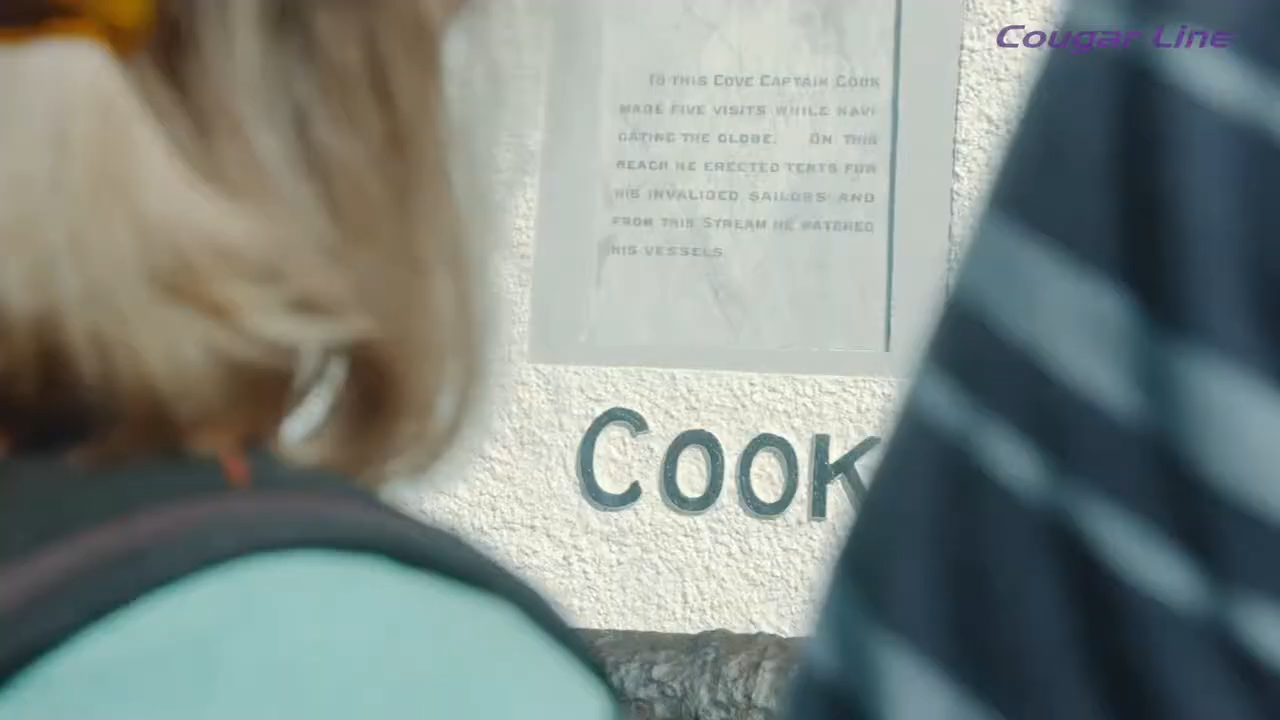 Cougar Line
TO THIS COVE CAPTAIN COOK
MADE FIVE VISITS WHILE NAVI
GATING THE GLOBE. ON THIS
BEACH HE ERECTED TENTS FOR
HIS INVALIDED SAILORS AND
FROM THIS STREAM HE WATERED
HIS VESSELS
COOK